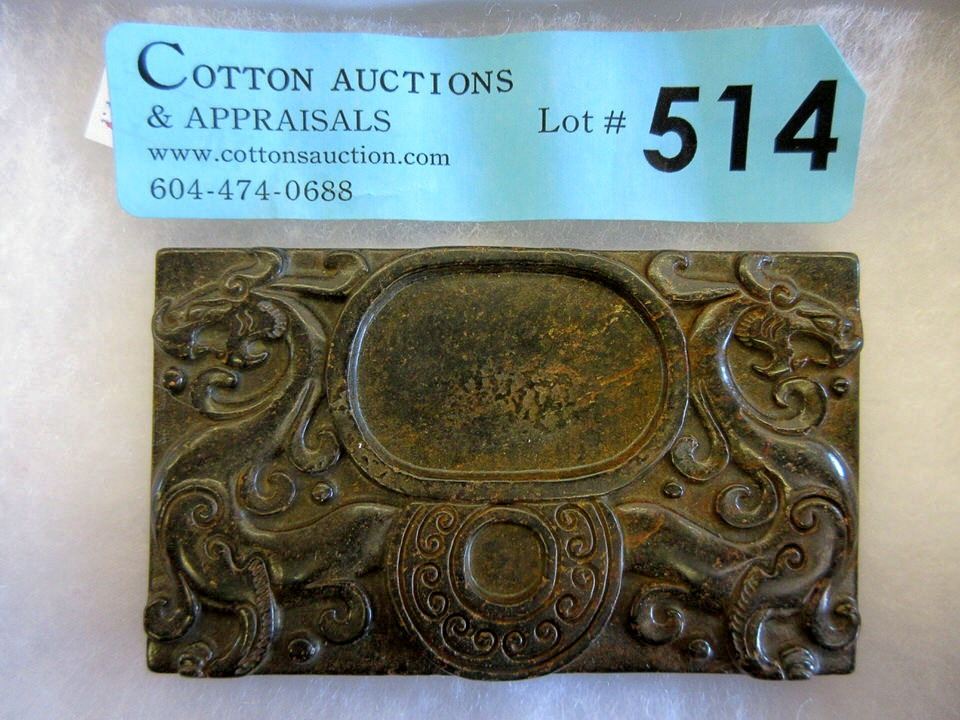 COTTON AUCTIONS
& APPRAISALS
www.cottonsauction.com
604-474-0688
Lot # 514